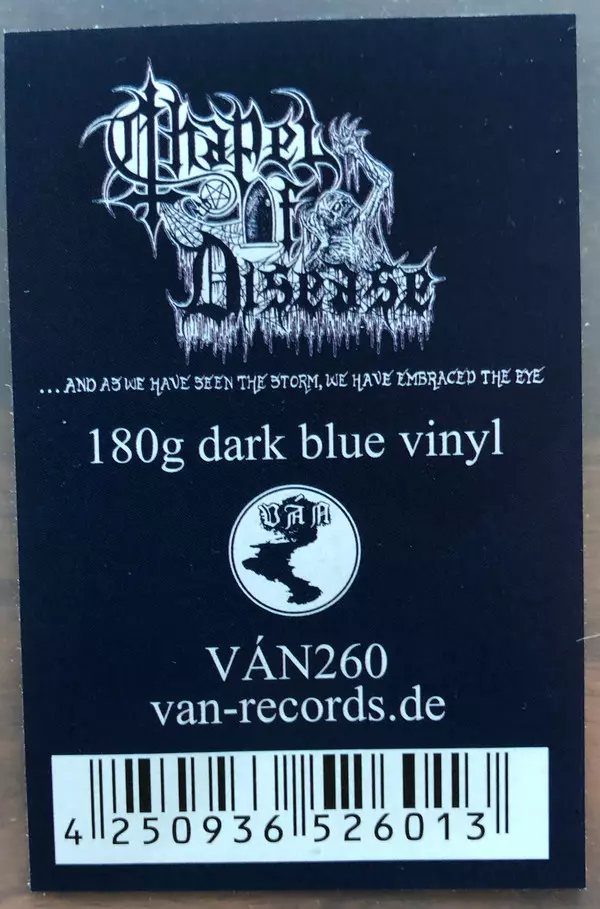 Chapel
of
Disease
...AND AS WE HAVE SEEN THE STORM, WE HAVE EMBRACED THE EYE
180g dark blue vinyl
VÁN
VÁN260
van-records.de
4 250936 526013